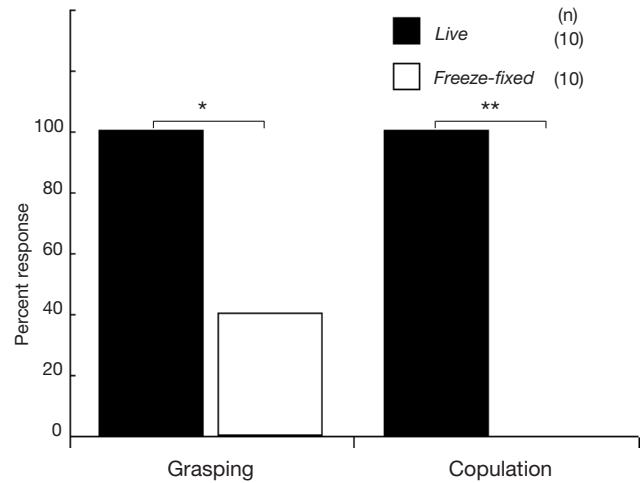 (n)
Live (10)
Freeze-fixed (10)
* **
100
80
60
40
20
0
Percent response
Grasping Copulation